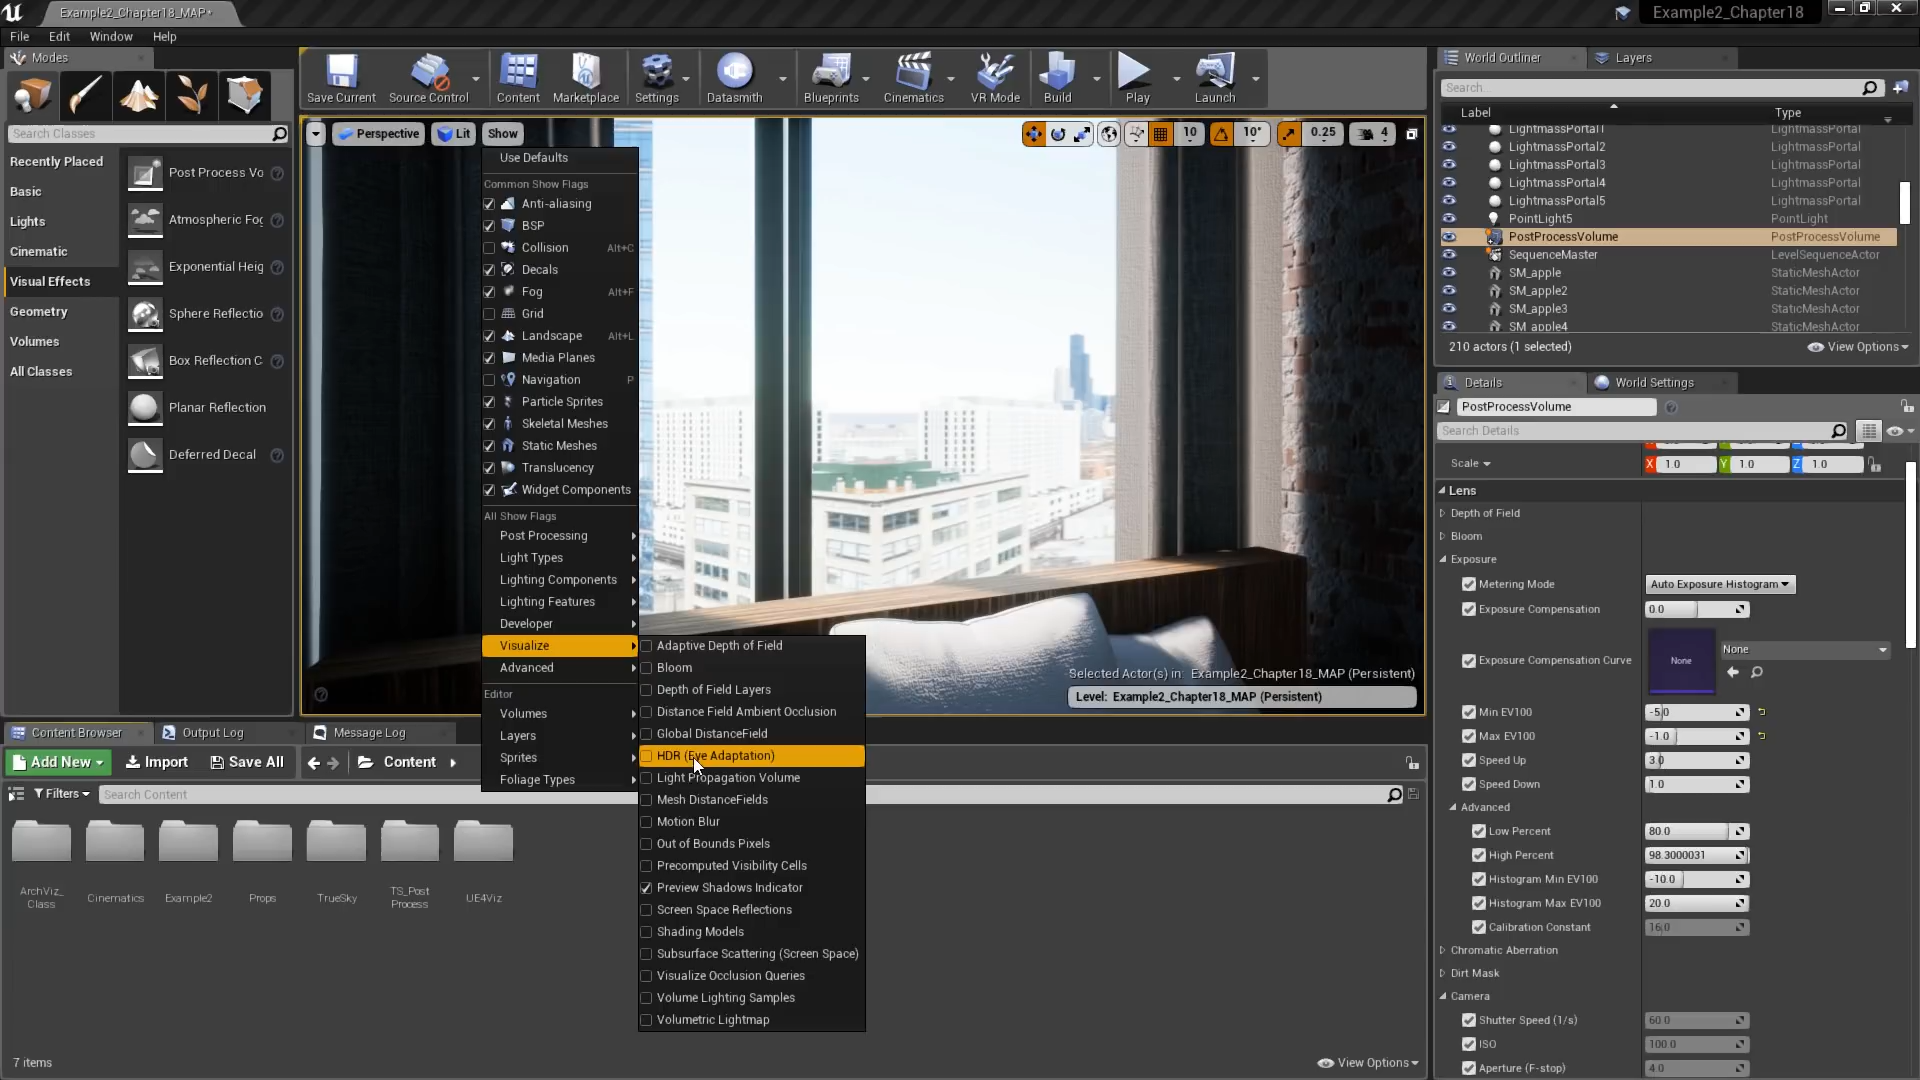 Example2_Chapter18_MAP•
Example2_Chapter18
File Edit Window Help
Modes
Search Classes
Recently Placed
Basic
Lights
Cinematic
Visual Effects
Geometry
Volumes
All Classes
Post Process Vo
Atmospheric Fog
Exponential Heig
Sphere Reflectio
Box Reflection C
Planar Reflection
Deferred Decal
Save Current
Source Control
Content
Marketplace
Settings
Datasmith
Blueprints
Cinematics
VR Mode
Build
Play
Launch
Perspective
Lit
Show
10
10°
0.25
4
Use Defaults
Common Show Flags
Anti-aliasing
BSP
Collision Alt+C
Decals
Fog Alt+F
Grid
Landscape Alt+L
Media Planes
Navigation P
Particle Sprites
Skeletal Meshes
Static Meshes
Translucency
Widget Components
All Show Flags
Post Processing
Light Types
Lighting Components
Lighting Features
Developer
Visualize
Advanced
Editor
Volumes
Layers
Sprites
Foliage Types
Adaptive Depth of Field
Bloom
Depth of Field Layers
Distance Field Ambient Occlusion
Global DistanceField
HDR (Eye Adaptation)
Light Propagation Volume
Mesh DistanceFields
Motion Blur
Out of Bounds Pixels
Precomputed Visibility Cells
Preview Shadows Indicator
Screen Space Reflections
Shading Models
Subsurface Scattering (Screen Space)
Visualize Occlusion Queries
Volume Lighting Samples
Volumetric Lightmap
Selected Actor(s) in: Example2_Chapter18_MAP (Persistent)
Level: Example2_Chapter18_MAP (Persistent)
Content Browser
Output Log
Message Log
Add New
Import
Save All
Content
Filters
Search Content
ArchViz_
Class
Cinematics
Example2
Props
TrueSky
TS_Post
Process
UE4Viz
7 items
View Options
World Outliner
Layers
Search...
Label Type
LightmassPortal1 LightmassPortal
LightmassPortal2 LightmassPortal
LightmassPortal3 LightmassPortal
LightmassPortal4 LightmassPortal
LightmassPortal5 LightmassPortal
PointLight5 PointLight
PostProcessVolume PostProcessVolume
SequenceMaster LevelSequenceActor
SM_apple StaticMeshActor
SM_apple2 StaticMeshActor
SM_apple3 StaticMeshActor
SM_apple4 StaticMeshActor
210 actors (1 selected)
View Options
Details
World Settings
PostProcessVolume
Search Details
Scale X 1.0 Y 1.0 Z 1.0
Lens
Depth of Field
Bloom
Exposure
Metering Mode Auto Exposure Histogram
Exposure Compensation 0.0
Exposure Compensation Curve None None
Min EV100 -5.0
Max EV100 -1.0
Speed Up 3.0
Speed Down 1.0
Advanced
Low Percent 80.0
High Percent 98.3000031
Histogram Min EV100 -10.0
Histogram Max EV100 20.0
Calibration Constant 16.0
Chromatic Aberration
Dirt Mask
Camera
Shutter Speed (1/s) 60.0
ISO 100.0
Aperture (F-stop) 4.0